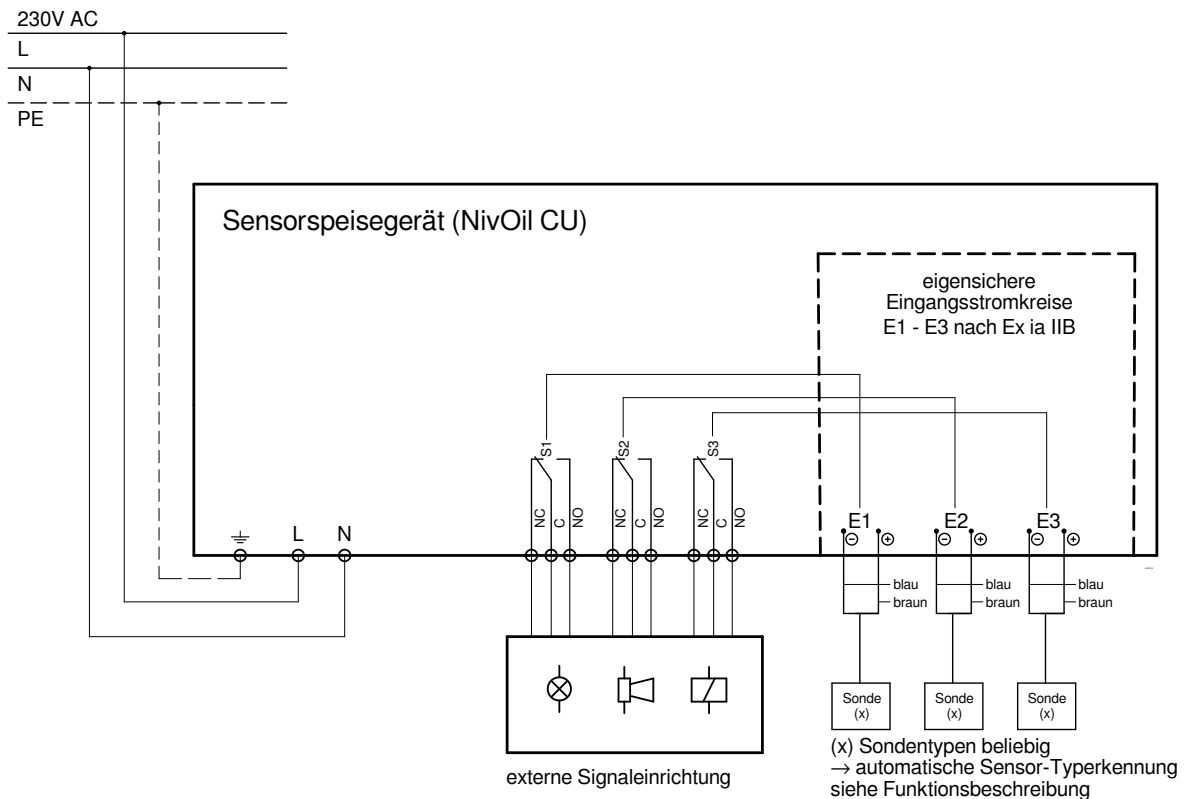 230V AC
L
N
PE
Sensorspeisegerät (NivOil CU)
eigensichere
Eingangsstromkreise
E1 - E3 nach Ex ia IIB
S1
S2
S3
NC
C
NO
NC
C
NO
NC
C
NO
L
N
E1
E2
E3
- +
- +
- +
blau
braun
blau
braun
blau
braun
Sonde
(x)
Sonde
(x)
Sonde
(x)
externe Signaleinrichtung
(x) Sondentypen beliebig
→ automatische Sensor-Typerkennung
siehe Funktionsbeschreibung